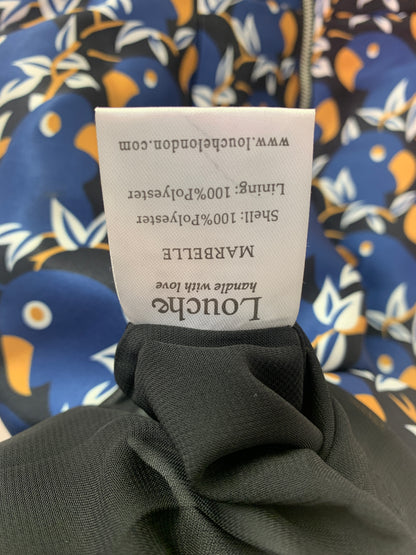 Louche
handle with love
MARBELLE
Shell: 100%Polyester
Lining: 100%Polyester
www.louchelondon.com